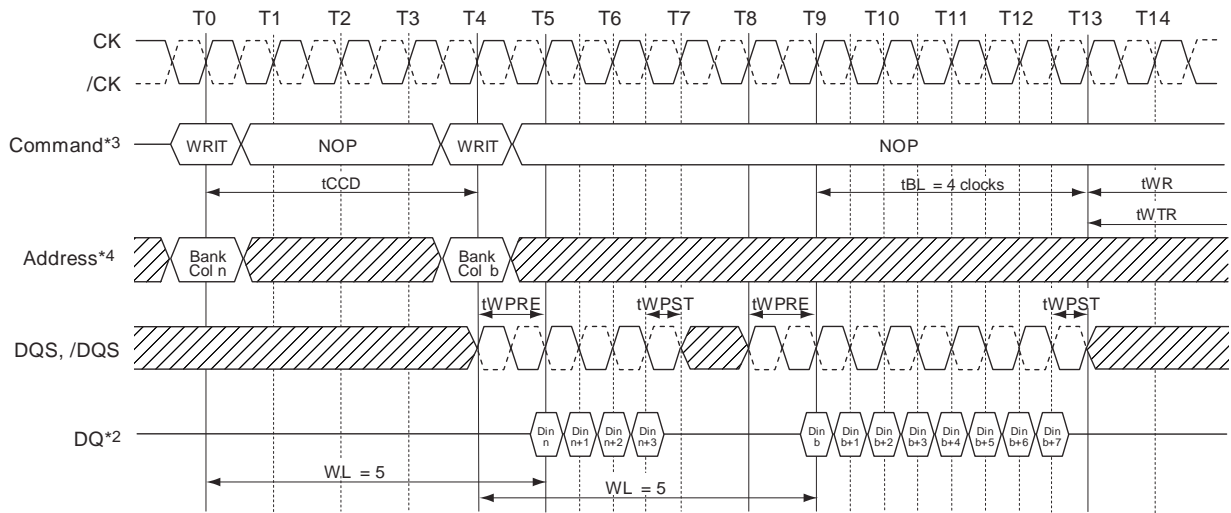 T0 T1 T2 T3 T4 T5 T6 T7 T8 T9 T10 T11 T12 T13 T14
CK
/CK
Command*3 WRIT NOP WRIT NOP
tCCD tBL = 4 clocks tWR
tWTR
Address*4 Bank Col n Bank Col b
tWPRE tWPST tWPRE tWPST
DQS, /DQS
DQ*2 Din n Din n+1 Din n+2 Din n+3 Din b Din b+1 Din b+2 Din b+3 Din b+4 Din b+5 Din b+6 Din b+7
WL = 5
WL = 5